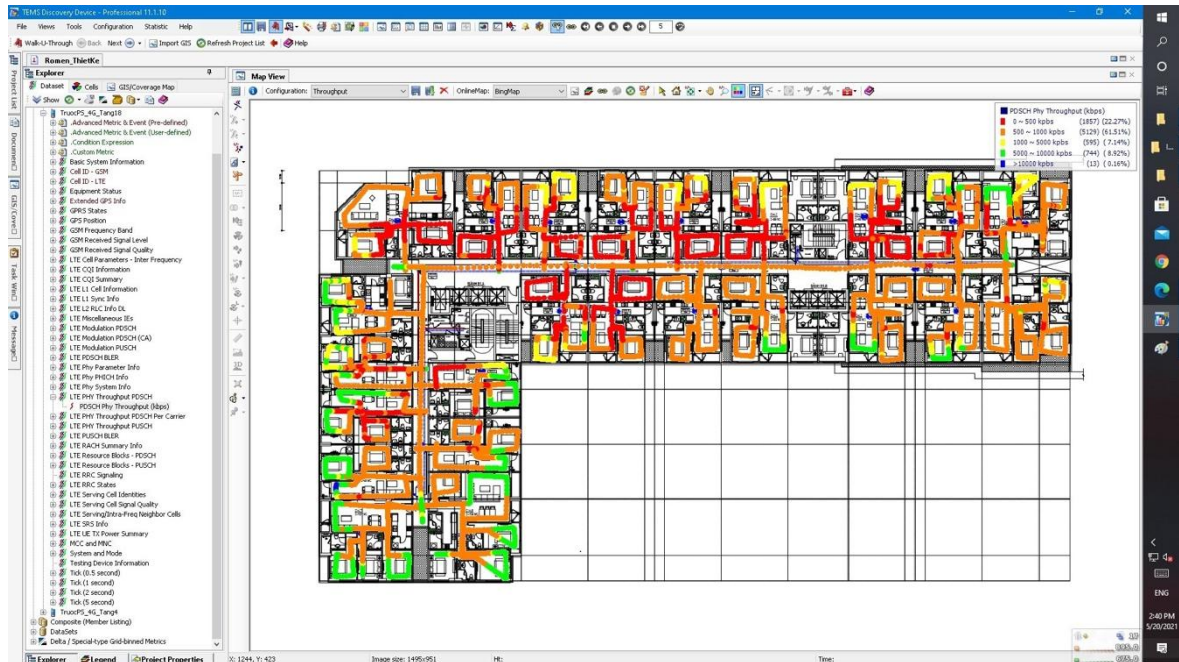 TEMS Discovery Device - Professional 11.1.10
File Views Tools Configuration Statistic Help
5
Walk-U-Through Back Next Import GIS Refresh Project List Help
Romen_ThietKe
Explorer
Map View
Dataset Cells GIS/Coverage Map
Configuration: Throughput OnlineMap: BingMap
Show
TruocPS_4G_Tang18
.Advanced Metric & Event (Pre-defined)
.Advanced Metric & Event (User-defined)
.Condition Expression
.Custom Metric
Basic System Information
Cell ID - GSM
Cell ID - LTE
Equipment Status
Extended GPS Info
GPRS States
GPS Position
GSM Frequency Band
GSM Received Signal Level
GSM Received Signal Quality
LTE Cell Parameters - Inter Frequency
LTE CQI Information
LTE CQI Summary
LTE L1 Cell Information
LTE L1 Sync Info
LTE L2 RLC Info DL
LTE Miscellaneous IEs
LTE Modulation PDSCH
LTE Modulation PDSCH (CA)
LTE Modulation PUSCH
LTE PDSCH BLER
LTE Phy Parameter Info
LTE Phy PHICH Info
LTE Phy System Info
LTE PHY Throughput PDSCH
PDSCH Phy Throughput (kbps)
LTE PHY Throughput PDSCH Per Carrier
LTE PHY Throughput PUSCH
LTE PUSCH BLER
LTE RACH Summary Info
LTE Resource Blocks - PDSCH
LTE Resource Blocks - PUSCH
LTE RRC Signaling
LTE RRC States
LTE Serving Cell Identities
LTE Serving Cell Signal Quality
LTE Serving/Intra-Freq Neighbor Cells
LTE SRS Info
LTE UE TX Power Summary
MCC and MNC
System and Mode
Testing Device Information
Tick (0.5 second)
Tick (1 second)
Tick (2 second)
Tick (5 second)
TruocPS_4G_Tang4
Composite (Member Listing)
DataSets
Delta / Special-type Grid-binned Metrics
Explorer Legend Project Properties
Project List
Document
GIS/Cove
Task Win
Message
PDSCH Phy Throughput (kbps)
0 ~ 500 kpbs (1857) (22.27%)
500 ~ 1000 kpbs (5129) (61.51%)
1000 ~ 5000 kpbs (595) ( 7.14%)
5000 ~ 10000 kpbs (744) ( 8.92%)
>10000 kpbs (13) ( 0.16%)
X: 1244, Y: 423 Image size: 1495x951 Ht: Time:
ENG
2:40 PM
5/20/2021